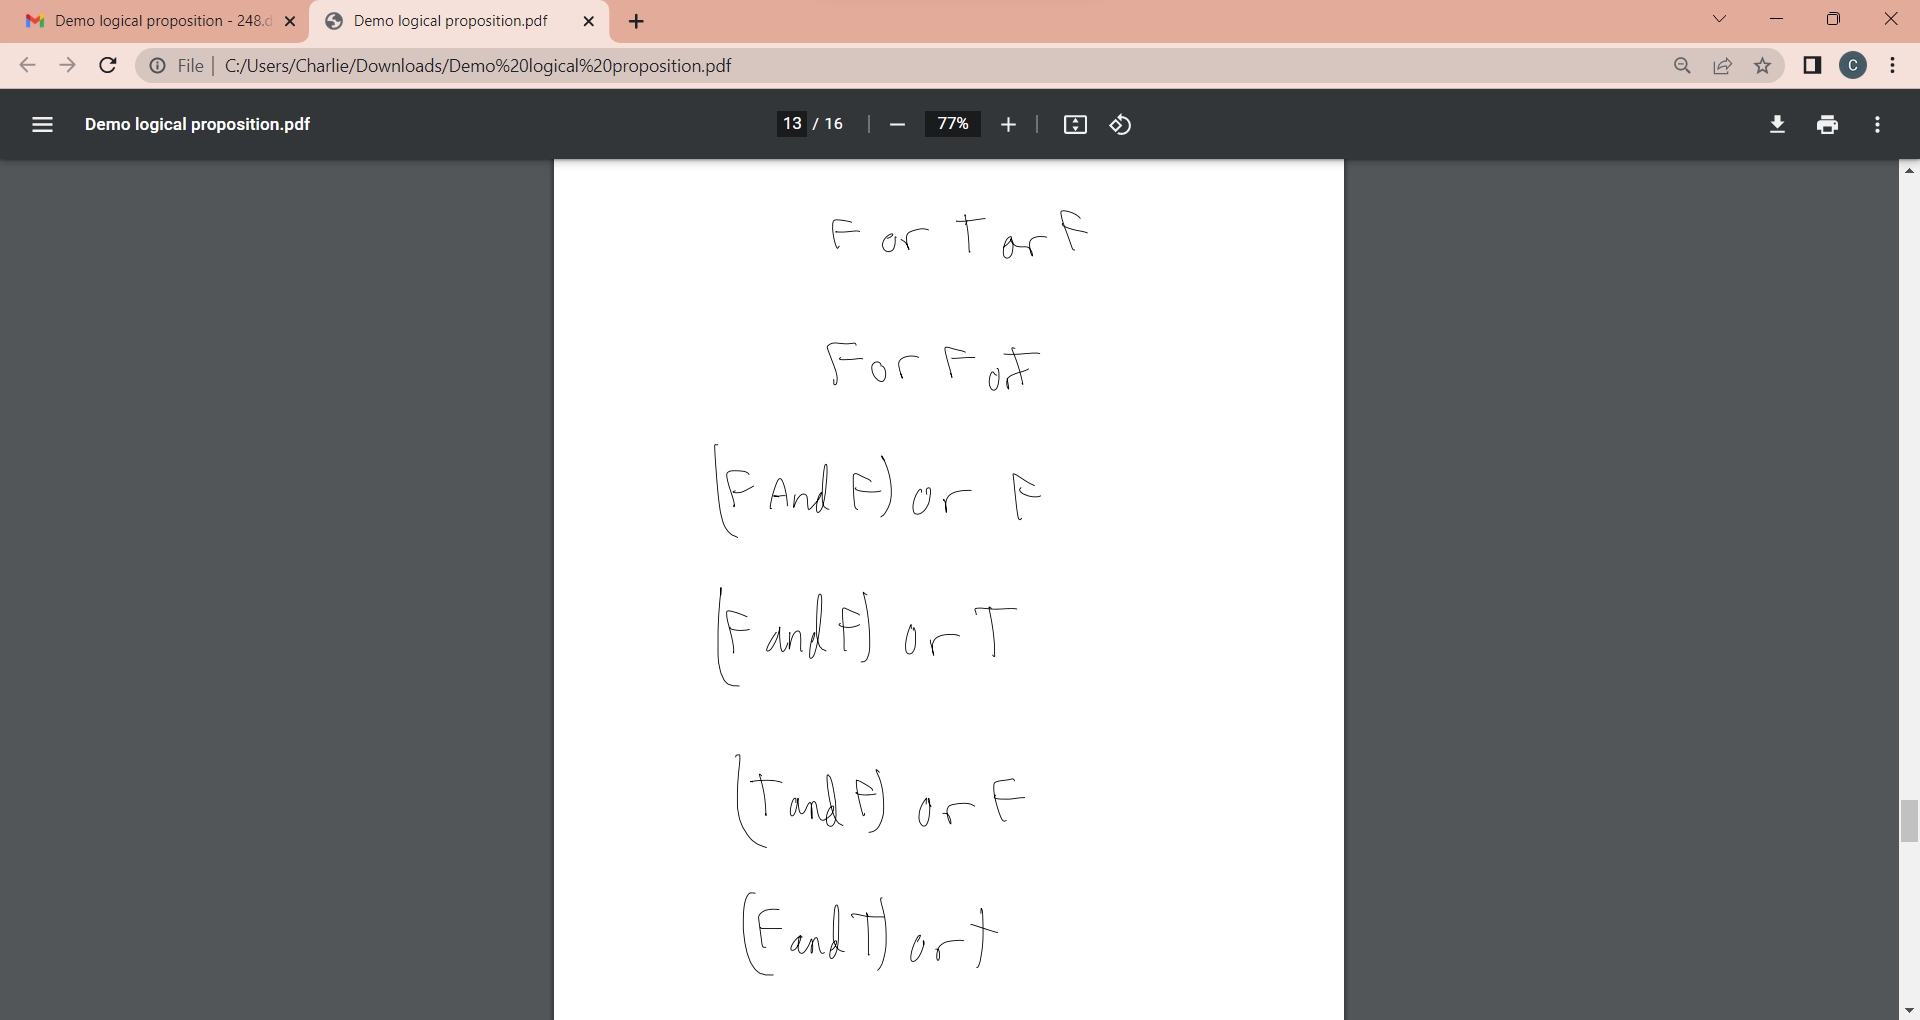 Demo logical proposition - 248.d
Demo logical proposition.pdf
File
C:/Users/Charlie/Downloads/Demo%20logical%20proposition.pdf
C
Demo logical proposition.pdf
13 / 16
77%
F or T or F
F or F or T
(F And F) or F
(F and F) or T
(T and F) or F
(F and T) or t